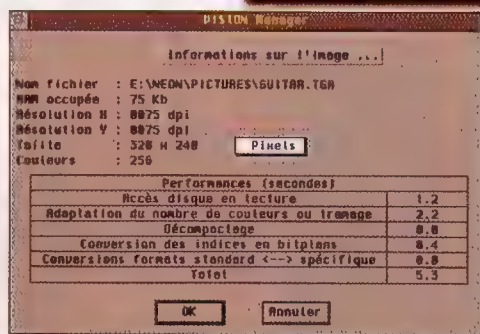 PISTON Manager
Informations sur l'image ...
Nom fichier : E:\NEON\PICTURES\GUITAR.TGA
RAM occupée : 75 Kb
Résolution X : 0075 dpi
Résolution Y : 0075 dpi
Taille : 320 x 240 Pixels
Couleurs : 256
Performances (secondes)
Accès disque en lecture 1.2
Adaptation du nombre de couleurs ou tramage 2.2
Décompactage 0.0
Conversion des indices en bitplans 0.4
Conversions formats standard <--> spécifique 0.0
Total 5.3
OK Annuler